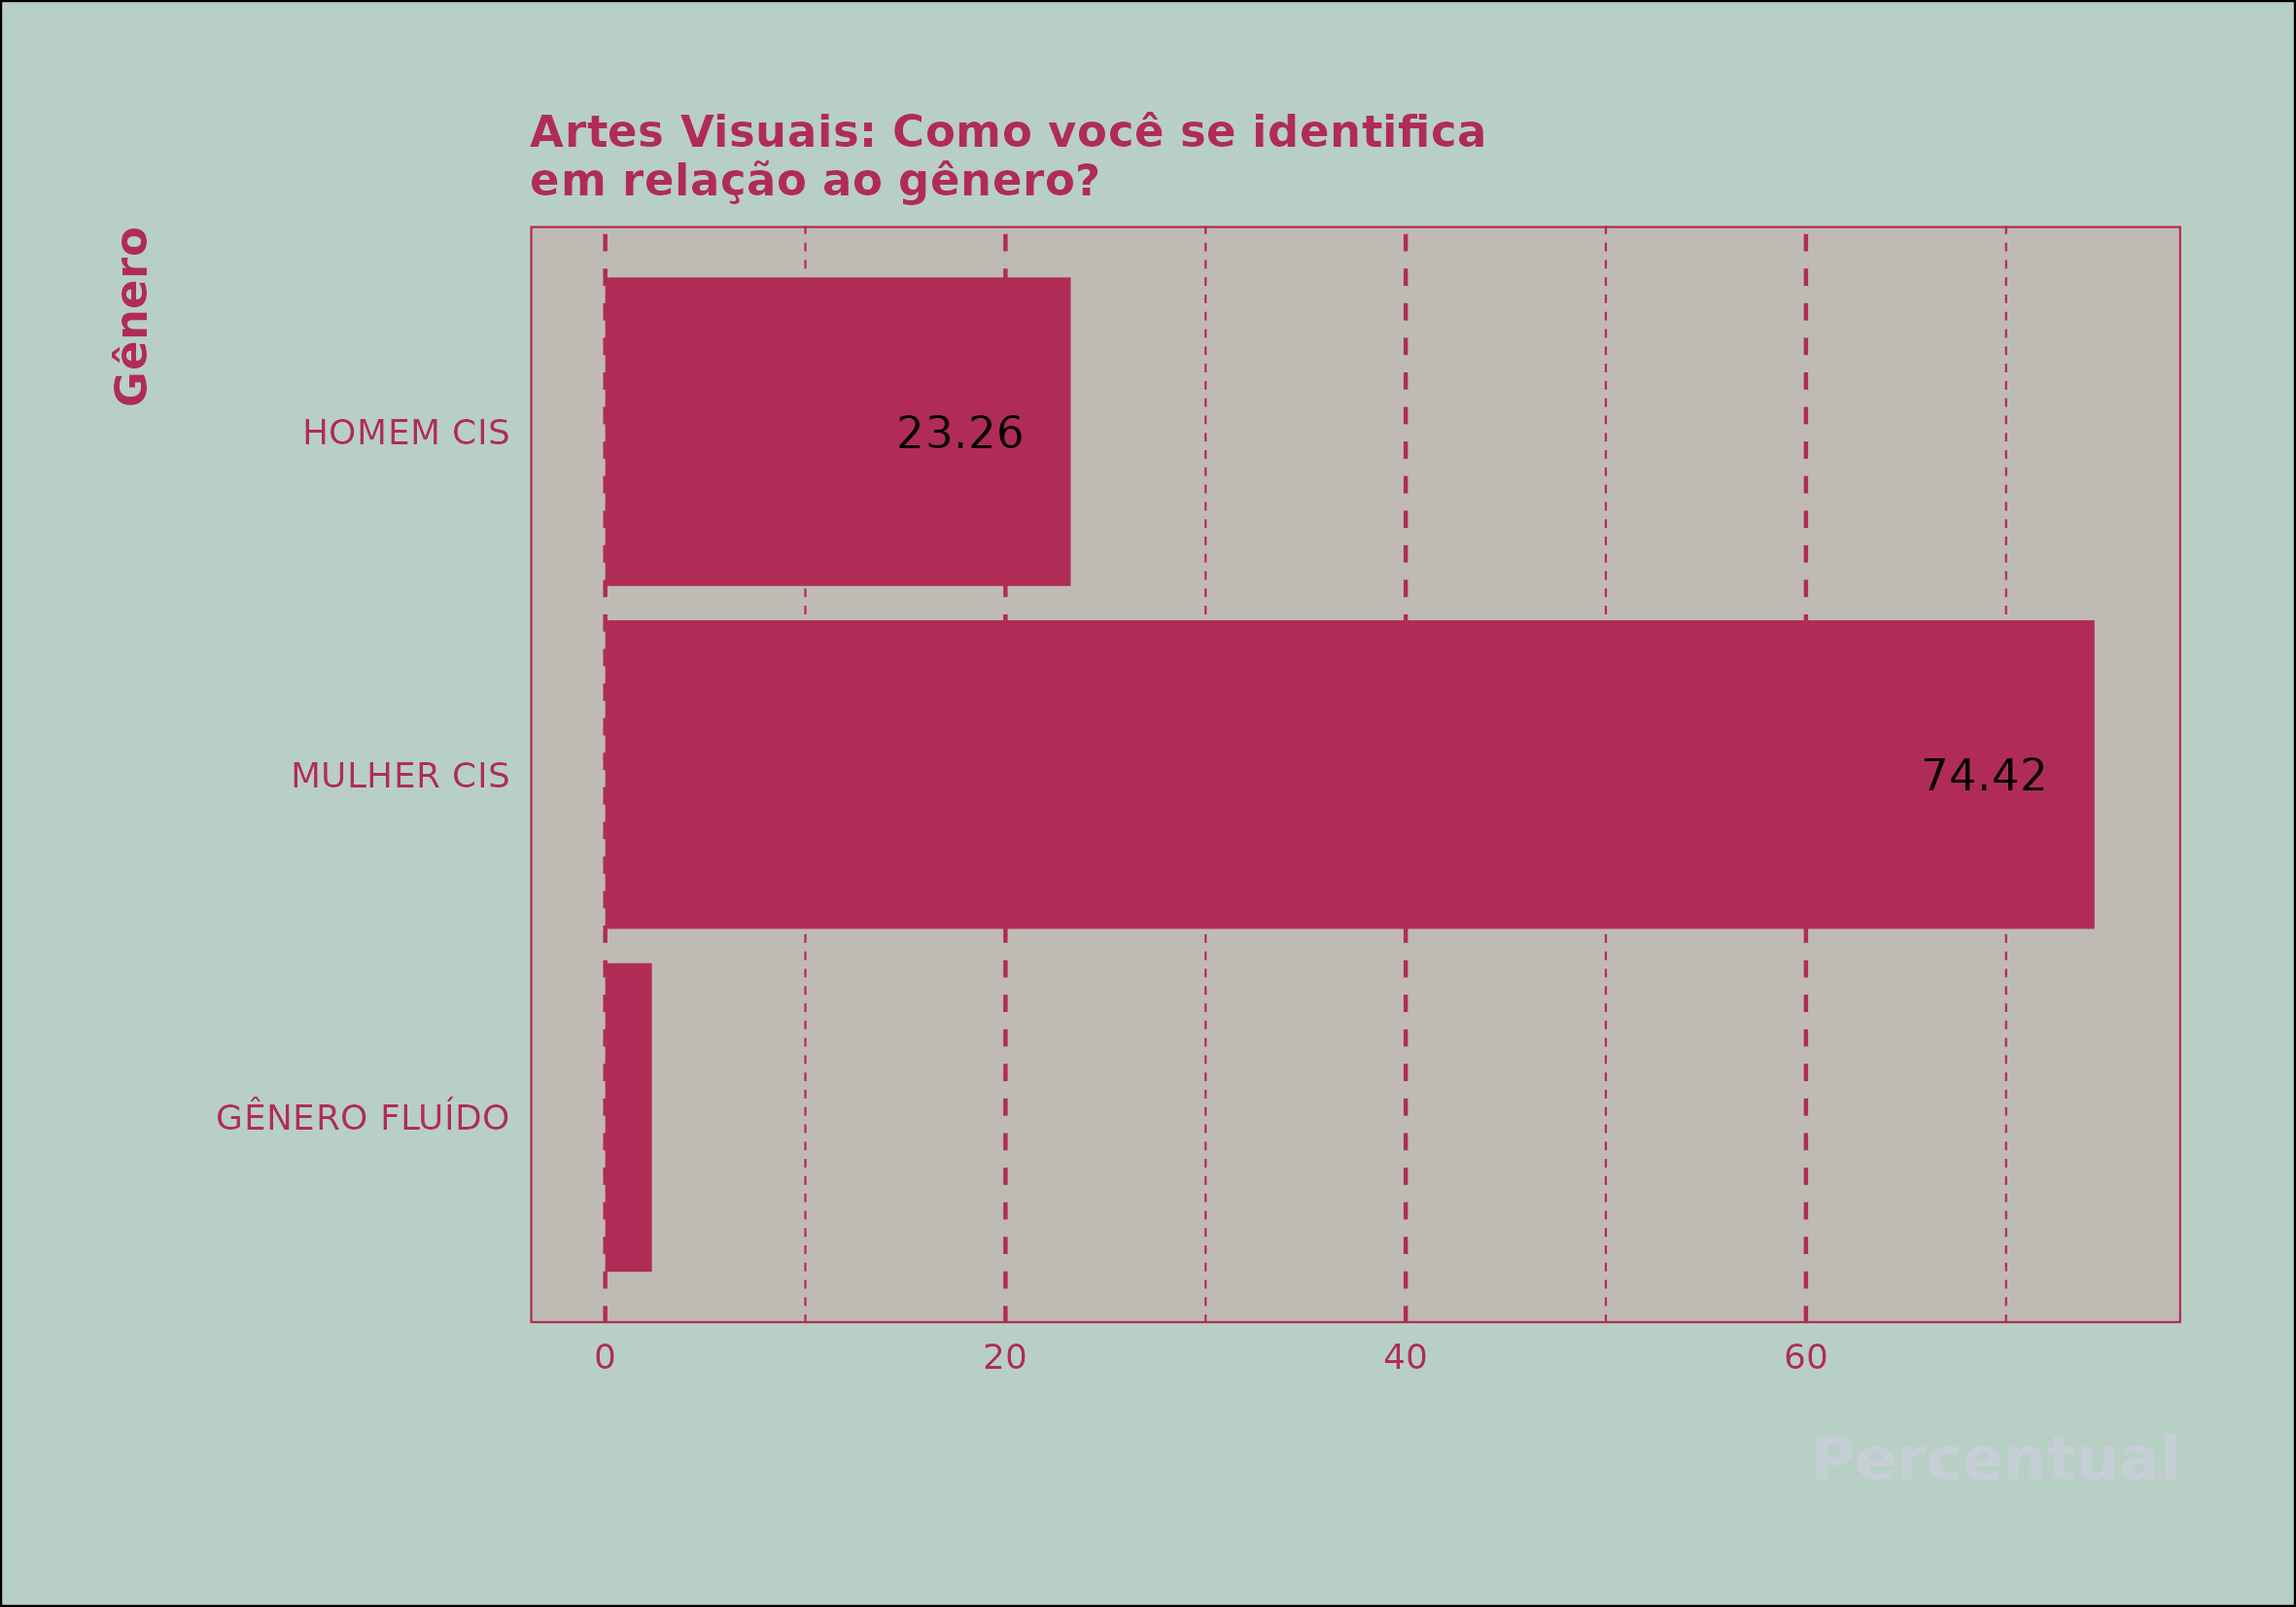 Artes Visuais: Como você se identifica
em relação ao gênero?
Gênero
HOMEM CIS
23.26
MULHER CIS
74.42
GÊNERO FLUÍDO
0 20 40 60
Percentual